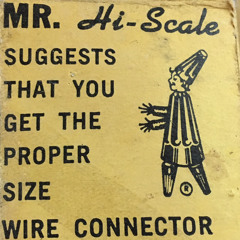 MR. Hi-Scale
SUGGESTS
THAT YOU
GET THE
PROPER
SIZE
WIRE CONNECTOR
®